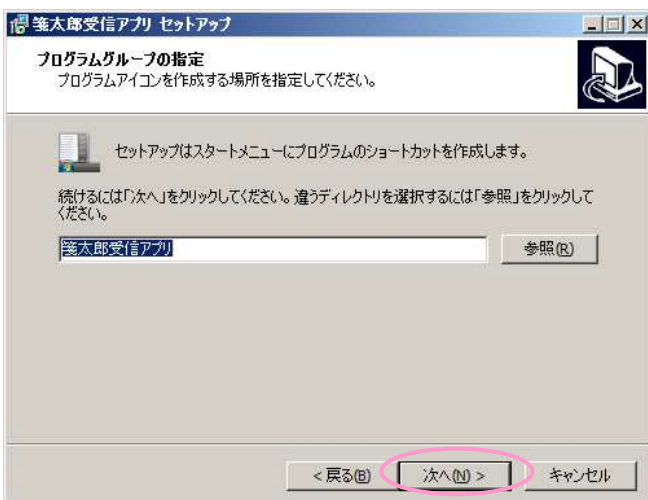 箋太郎受信アプリ セットアップ
プログラムグループの指定
プログラムアイコンを作成する場所を指定してください。
セットアップはスタートメニューにプログラムのショートカットを作成します。
続けるには「次へ」をクリックしてください。違うディレクトリを選択するには「参照」をクリックして
ください。
箋太郎受信アプリ
参照(R)
< 戻る(B)
次へ(N) >
キャンセル